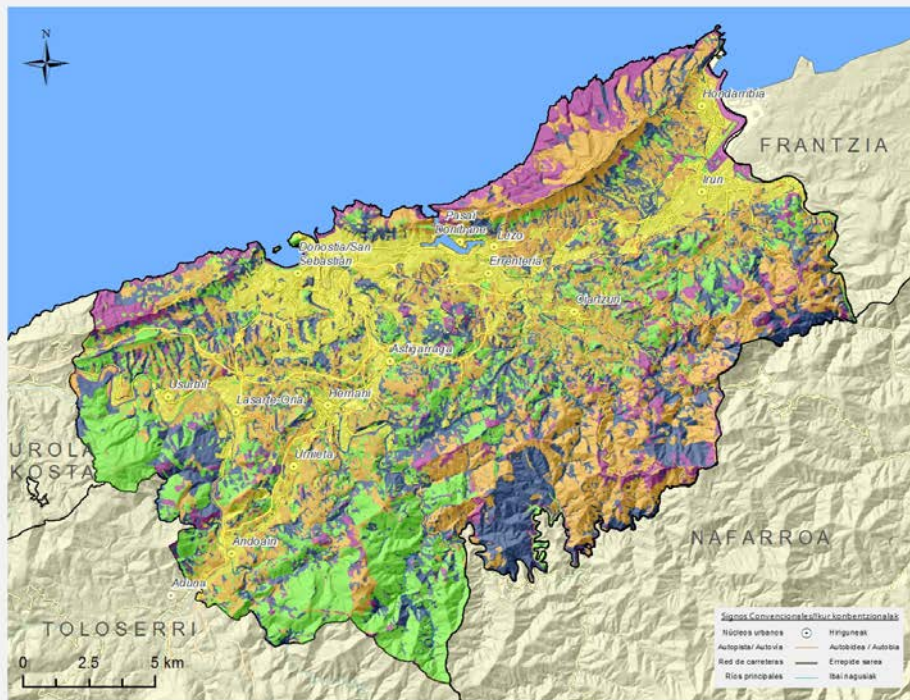 N
Hondarribia
FRANTZIA
Irun
Pasai
Donibane
Lezo
Donostia/San
Sebastián
Errenteria
Oiartzun
Astigarraga
Usurbil
Lasarte-Oria
Hernani
UROLA
KOSTA
Urnieta
NAFARROA
Andoain
Aduna
TOLOSERRI
0 2.5 5 km
Signos Convencionales/Ikur konbentzionalak
Núcleos urbanos Hiriguneak
Autopista/ Autovía Autobidea / Autobia
Red de carreteras Errepide sarea
Ríos principales Ibai nagusiak